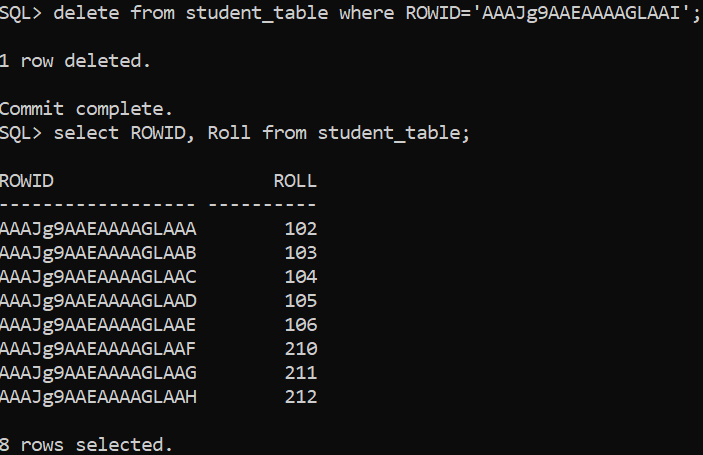 SQL> delete from student_table where ROWID='AAAJg9AAEAAAAGLAAI';
1 row deleted.
Commit complete.
SQL> select ROWID, Roll from student_table;
ROWID                    ROLL
------------------ ----------
AAAJg9AAEAAAAGLAAA        102
AAAJg9AAEAAAAGLAAB        103
AAAJg9AAEAAAAGLAAC        104
AAAJg9AAEAAAAGLAAD        105
AAAJg9AAEAAAAGLAAE        106
AAAJg9AAEAAAAGLAAF        210
AAAJg9AAEAAAAGLAAG        211
AAAJg9AAEAAAAGLAAH        212
8 rows selected.